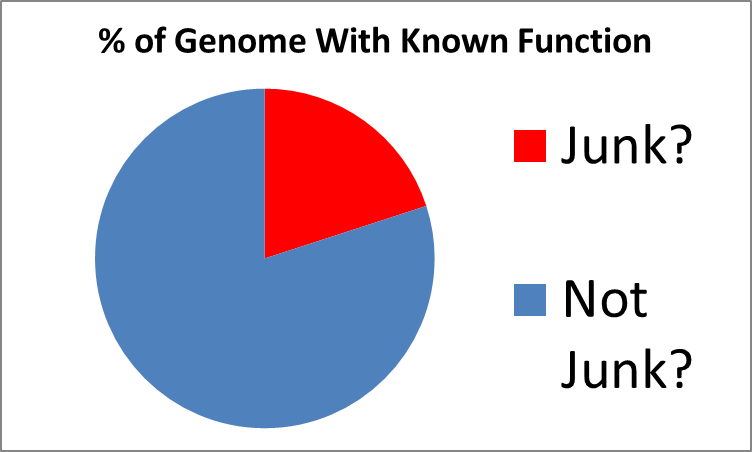 % of Genome With Known Function
Junk?
Not
Junk?